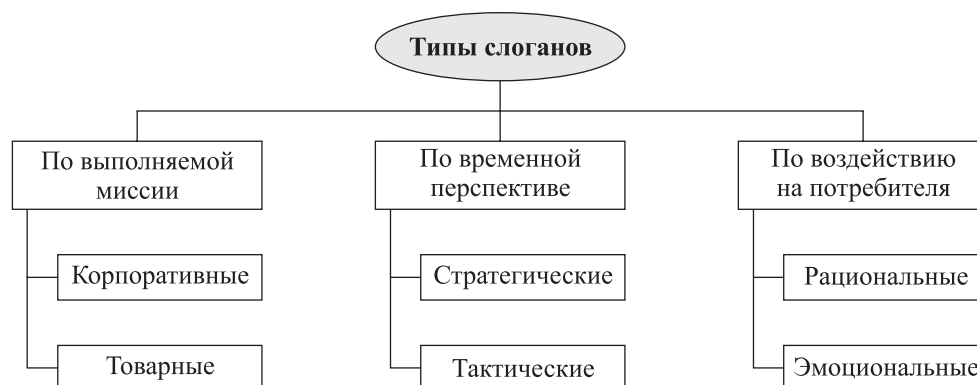 Типы слоганов
По выполняемой
миссии
Корпоративные
Товарные
По временной
перспективе
Стратегические
Тактические
По воздействию
на потребителя
Рациональные
Эмоциональные